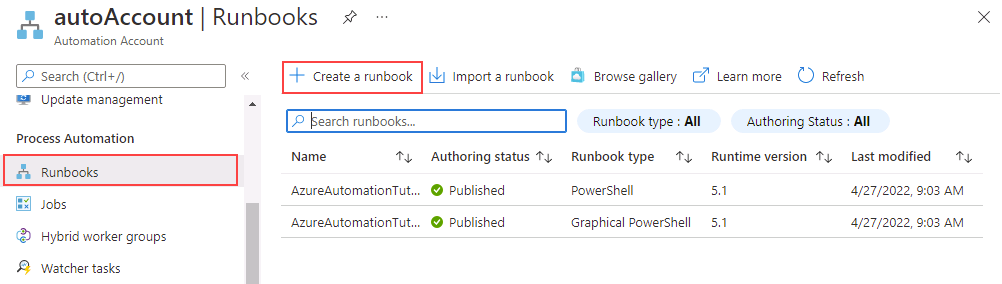 autoAccount | Runbooks
Automation Account
Search (Ctrl+/)
Update management
Process Automation
Runbooks
Jobs
Hybrid worker groups
Watcher tasks
Create a runbook Import a runbook Browse gallery Learn more Refresh
Search runbooks... Runbook type : All Authoring Status : All
Name Authoring status Runbook type Runtime version Last modified
AzureAutomationTut... Published PowerShell 5.1 4/27/2022, 9:03 AM
AzureAutomationTut... Published Graphical PowerShell 5.1 4/27/2022, 9:03 AM